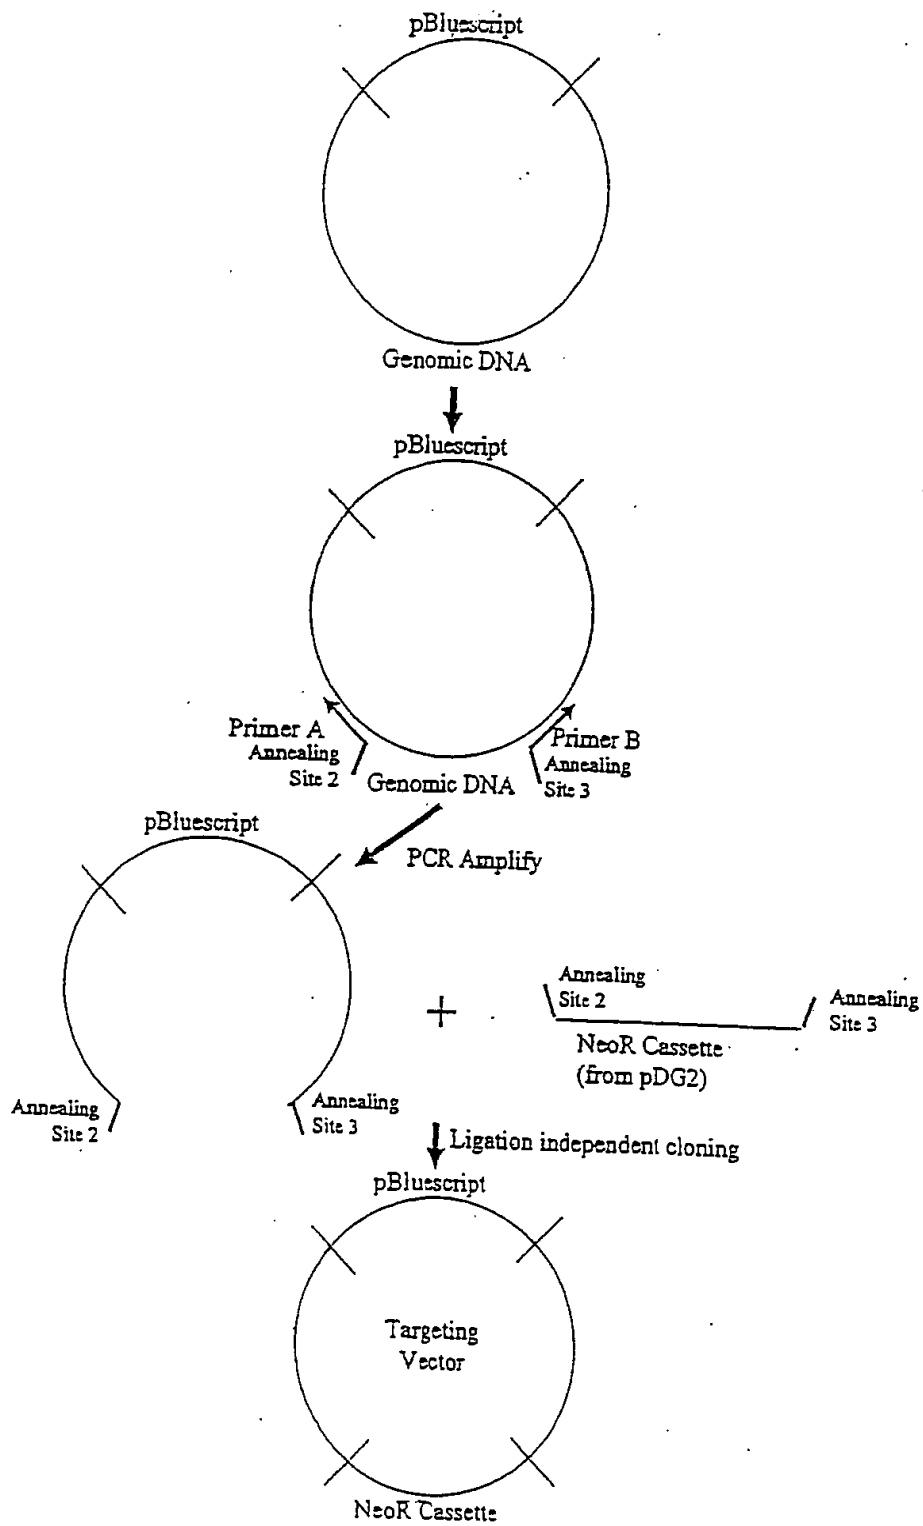 pBluescript
Genomic DNA
pBluescript
Primer A
Annealing
Site 2
Primer B
Annealing
Site 3
Genomic DNA
PCR Amplify
pBluescript
Annealing
Site 2
Annealing
Site 3
+
Annealing
Site 2
Annealing
Site 3
NeoR Cassette
(from pDG2)
Ligation independent cloning
pBluescript
Targeting
Vector
NeoR Cassette